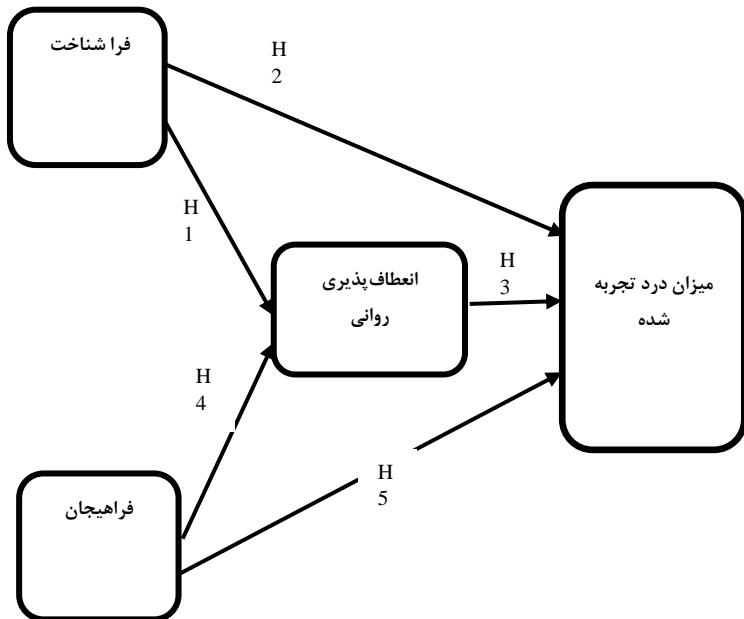 فرا شناخت
H
2
H
1
انعطاف‌پذیری
روانی
H
3
میزان درد تجربه
شده
H
4
فراهیجان
H
5